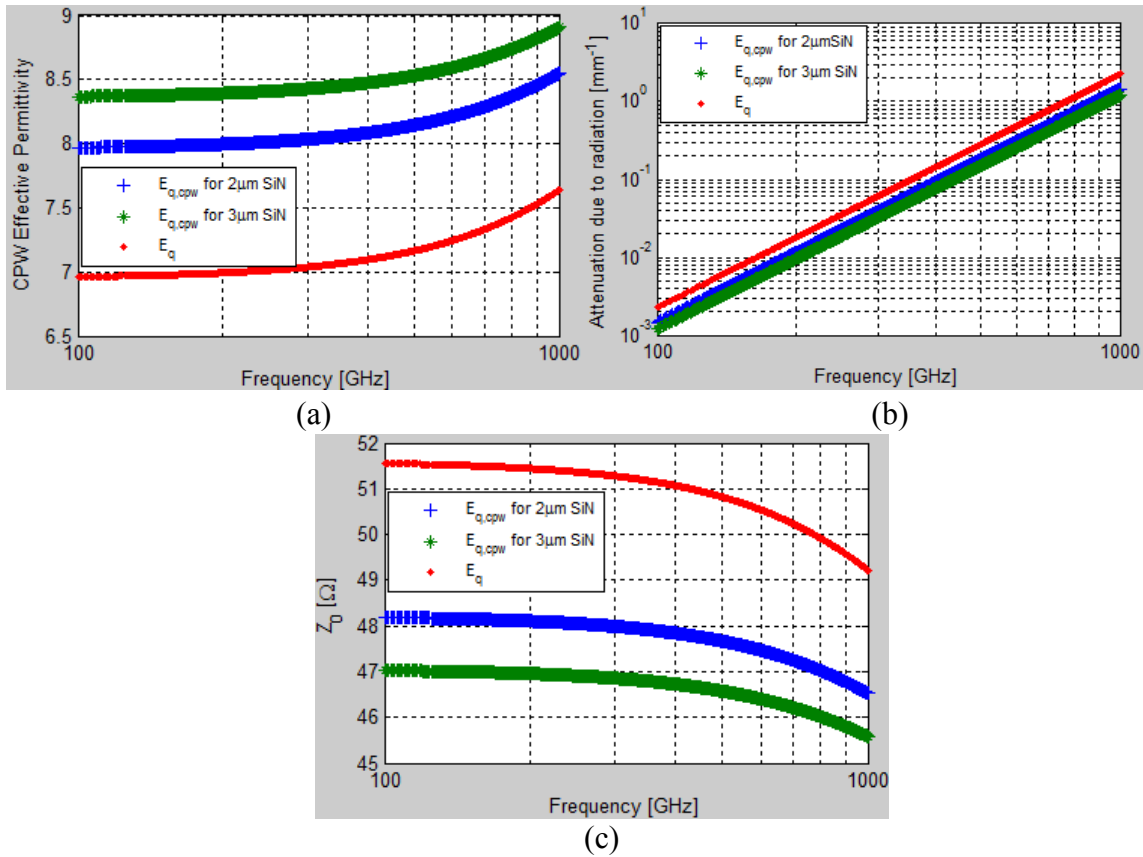 9
8.5
8
7.5
7
6.5
CPW Effective Permittivity
E_q,cpw for 2μm SiN
E_q,cpw for 3μm SiN
E_q
100
1000
Frequency [GHz]
(a)
10^1
10^0
10^-1
10^-2
10^-3
Attenuation due to radiation [mm^-1]
E_q,cpw for 2μmSiN
E_q,cpw for 3μm SiN
E_q
100
1000
Frequency [GHz]
(b)
52
51
50
49
48
47
46
45
Z_0 [Ω]
E_q,cpw for 2μm SiN
E_q,cpw for 3μm SiN
E_q
100
1000
Frequency [GHz]
(c)